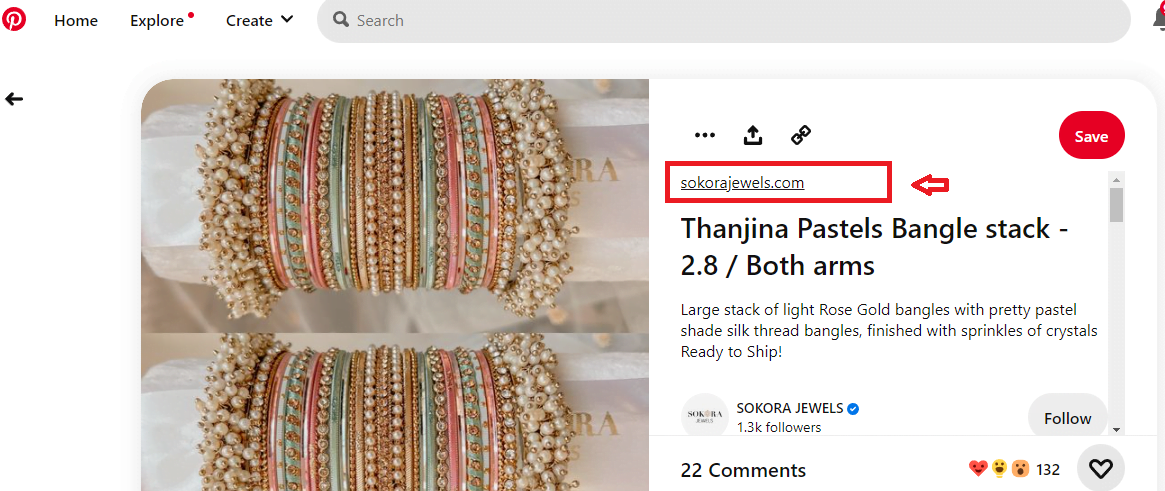 Home Explore Create Search
sokorajewels.com
Save
Thanjina Pastels Bangle stack -
2.8 / Both arms
Large stack of light Rose Gold bangles with pretty pastel
shade silk thread bangles, finished with sprinkles of crystals
Ready to Ship!
SOKORA
JEWELS
SOKORA JEWELS
1.3k followers
Follow
22 Comments
132